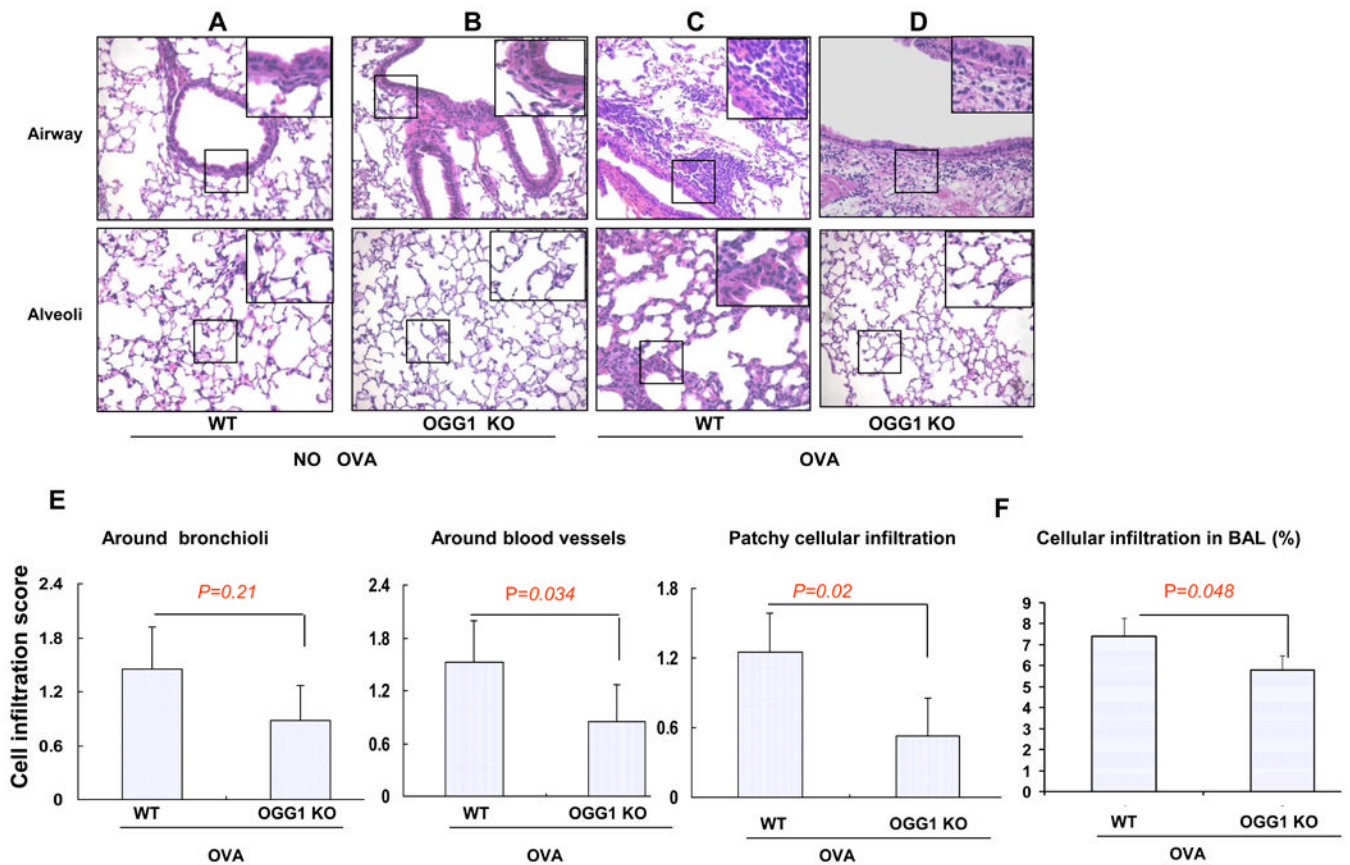 A B C D
Airway
Alveoli
WT OGG1 KO WT OGG1 KO
NO OVA OVA
E F
Around bronchioli Around blood vessels Patchy cellular infiltration Cellular infiltration in BAL (%)
Cell infiltration score
2.4
1.8
1.2
0.6
0
P=0.21
WT OGG1 KO
OVA
2.4
1.8
1.2
0.6
0
P=0.034
WT OGG1 KO
OVA
1.8
1.2
0.6
0
P=0.02
WT OGG1 KO
OVA
9
8
7
6
5
4
3
2
1
0
P=0.048
WT OGG1 KO
OVA